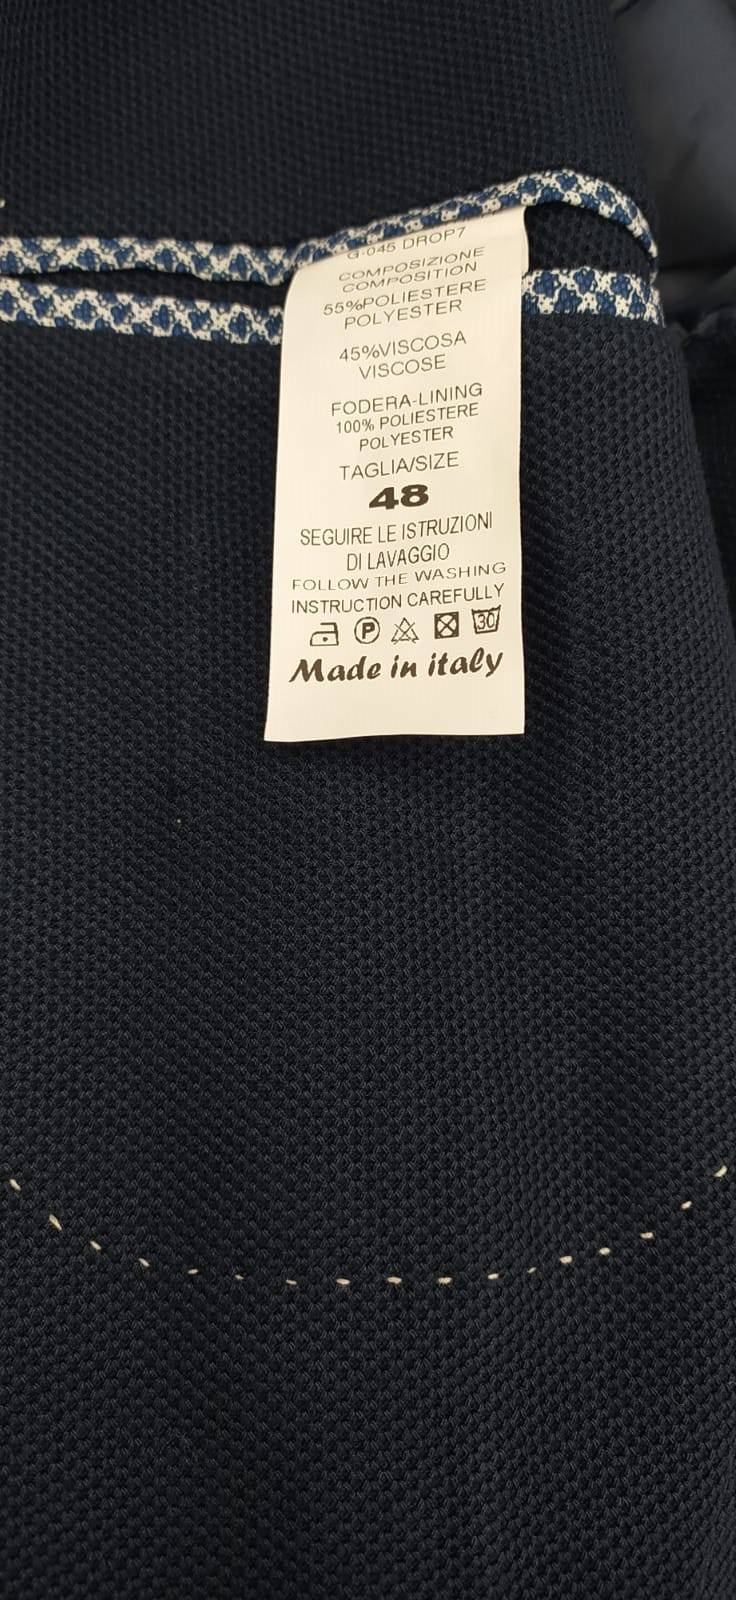 G-045 DROP7
COMPOSIZIONE
COMPOSITION
55%POLIESTERE
POLYESTER
45%VISCOSA
VISCOSE
FODERA-LINING
100% POLIESTERE
POLYESTER
TAGLIA/SIZE
48
SEGUIRE LE ISTRUZIONI
DI LAVAGGIO
FOLLOW THE WASHING
INSTRUCTION CAREFULLY
P 30
Made in italy